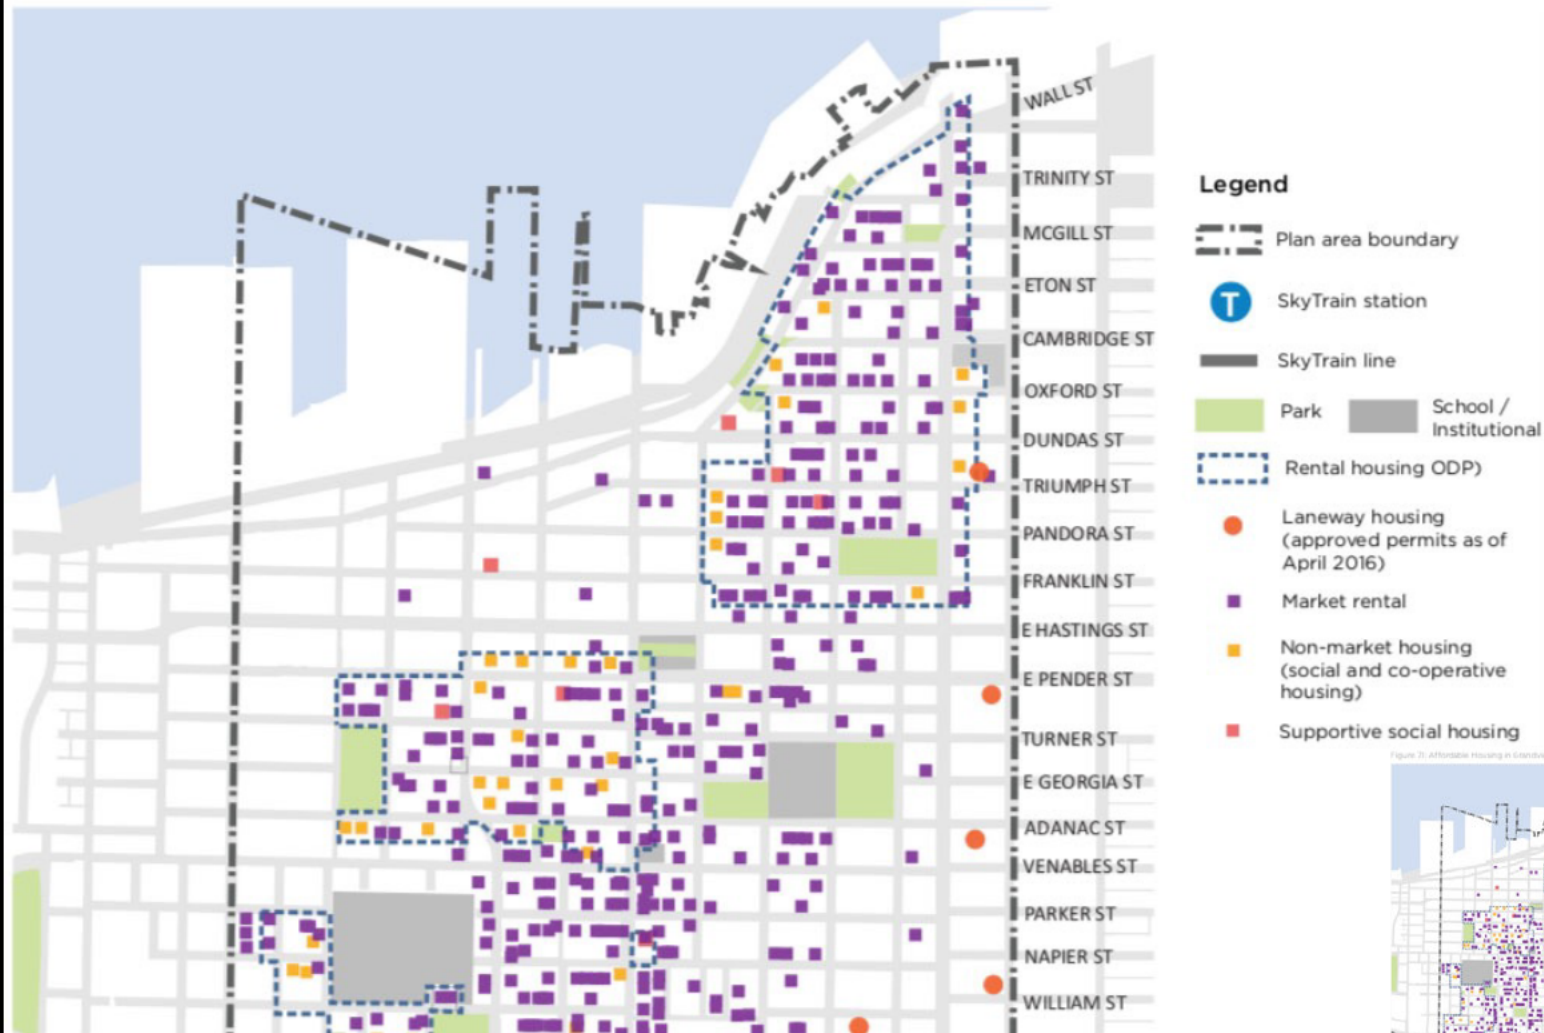 WALL ST
TRINITY ST
MCGILL ST
ETON ST
CAMBRIDGE ST
OXFORD ST
DUNDAS ST
TRIUMPH ST
PANDORA ST
FRANKLIN ST
E HASTINGS ST
E PENDER ST
TURNER ST
E GEORGIA ST
ADANAC ST
VENABLES ST
PARKER ST
NAPIER ST
WILLIAM ST
Legend
Plan area boundary
T
SkyTrain station
SkyTrain line
Park
School /
Institutional
Rental housing ODP)
Laneway housing
(approved permits as of
April 2016)
Market rental
Non-market housing
(social and co-operative
housing)
Supportive social housing
Affordable Housing in